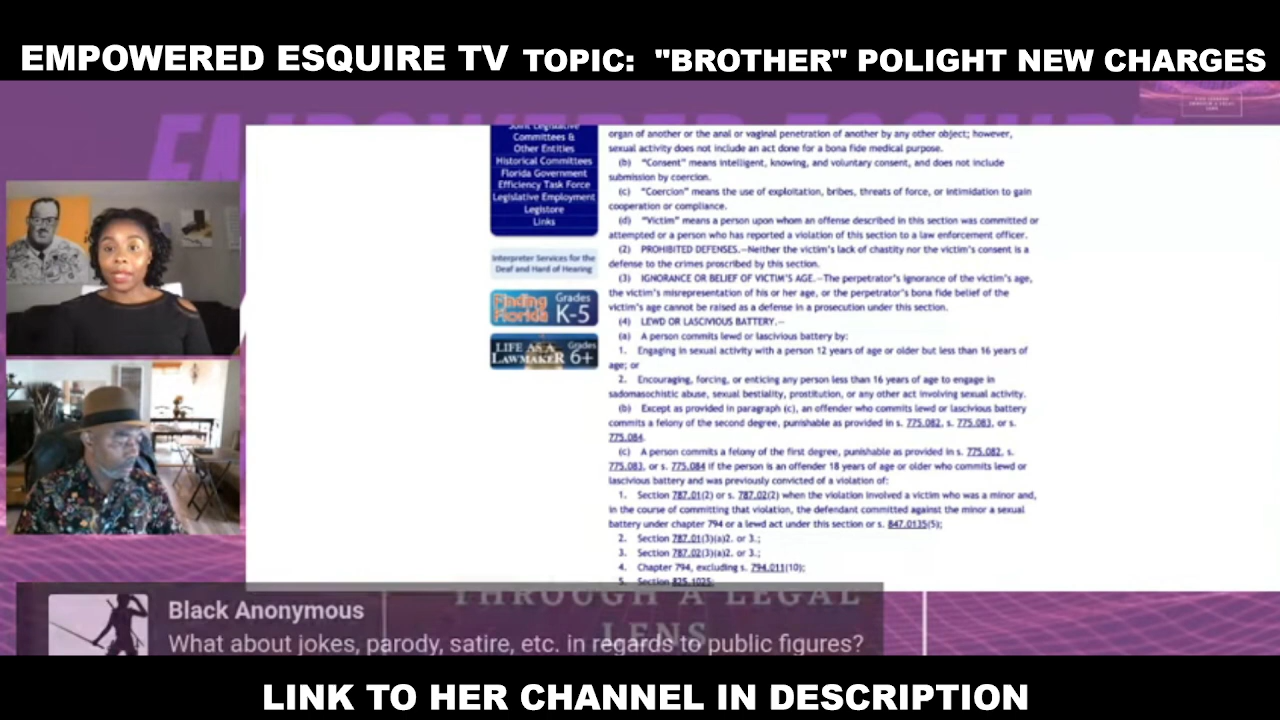 EMPOWERED ESQUIRE TV TOPIC: "BROTHER" POLIGHT NEW CHARGES
Joint Legislative
Committees &
Other Entities
Historical Committees
Florida Government
Efficiency Task Force
Legislative Employment
Legistore
Links
Interpreter Services for the
Deaf and Hard of Hearing
Finding Florida Grades
K-5
LIFE AS A Grades
LAWMAKER 6+
organ of another or the anal or vaginal penetration of another by any other object; however,
sexual activity does not include an act done for a bona fide medical purpose.
(b) “Consent” means intelligent, knowing, and voluntary consent, and does not include
submission by coercion.
(c) “Coercion” means the use of exploitation, bribes, threats of force, or intimidation to gain
cooperation or compliance.
(d) “Victim” means a person upon whom an offense described in this section was committed or
attempted or a person who has reported a violation of this section to a law enforcement officer.
(2) PROHIBITED DEFENSES.—Neither the victim’s lack of chastity nor the victim’s consent is a
defense to the crimes proscribed by this section.
(3) IGNORANCE OR BELIEF OF VICTIM’S AGE.—The perpetrator’s ignorance of the victim’s age,
the victim’s misrepresentation of his or her age, or the perpetrator’s bona fide belief of the
victim’s age cannot be raised as a defense in a prosecution under this section.
(4) LEWD OR LASCIVIOUS BATTERY.—
(a) A person commits lewd or lascivious battery by:
1. Engaging in sexual activity with a person 12 years of age or older but less than 16 years of
age; or
2. Encouraging, forcing, or enticing any person less than 16 years of age to engage in
sadomasochistic abuse, sexual bestiality, prostitution, or any other act involving sexual activity.
(b) Except as provided in paragraph (c), an offender who commits lewd or lascivious battery
commits a felony of the second degree, punishable as provided in s. 775.082, s. 775.083, or s.
775.084.
(c) A person commits a felony of the first degree, punishable as provided in s. 775.082, s.
775.083, or s. 775.084 if the person is an offender 18 years of age or older who commits lewd or
lascivious battery and was previously convicted of a violation of:
1. Section 787.01(2) or s. 787.02(2) when the violation involved a victim who was a minor and,
in the course of committing that violation, the defendant committed against the minor a sexual
battery under chapter 794 or a lewd act under this section or s. 847.0135(5);
2. Section 787.01(3)(a)2. or 3.;
3. Section 787.02(3)(a)2. or 3.;
4. Chapter 794, excluding s. 794.011(10);
5. Section 825.1025;
THROUGH A LEGAL
LENS
Black Anonymous
What about jokes, parody, satire, etc. in regards to public figures?
LINK TO HER CHANNEL IN DESCRIPTION